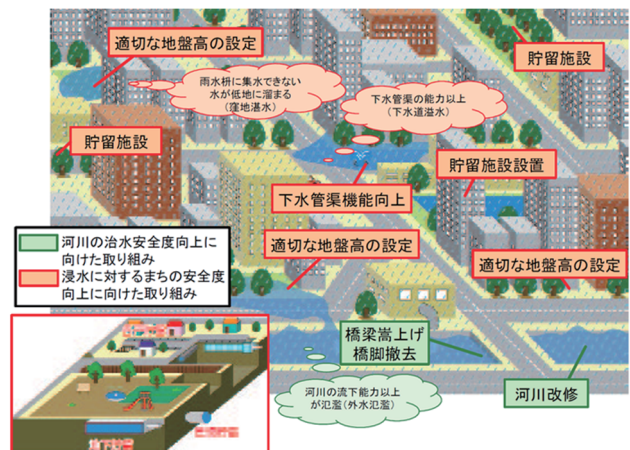 適切な地盤高の設定
貯留施設
雨水枡に集水できない
水が低地に溜まる
（窪地湛水）
下水管渠の能力以上
（下水道溢水）
貯留施設
貯留施設設置
下水管渠機能向上
河川の治水安全度向上に
向けた取り組み
浸水に対するまちの安全度
向上に向けた取り組み
適切な地盤高の設定
適切な地盤高の設定
橋梁嵩上げ
橋脚撤去
河川改修
河川の流下能力以上
が氾濫（外水氾濫）